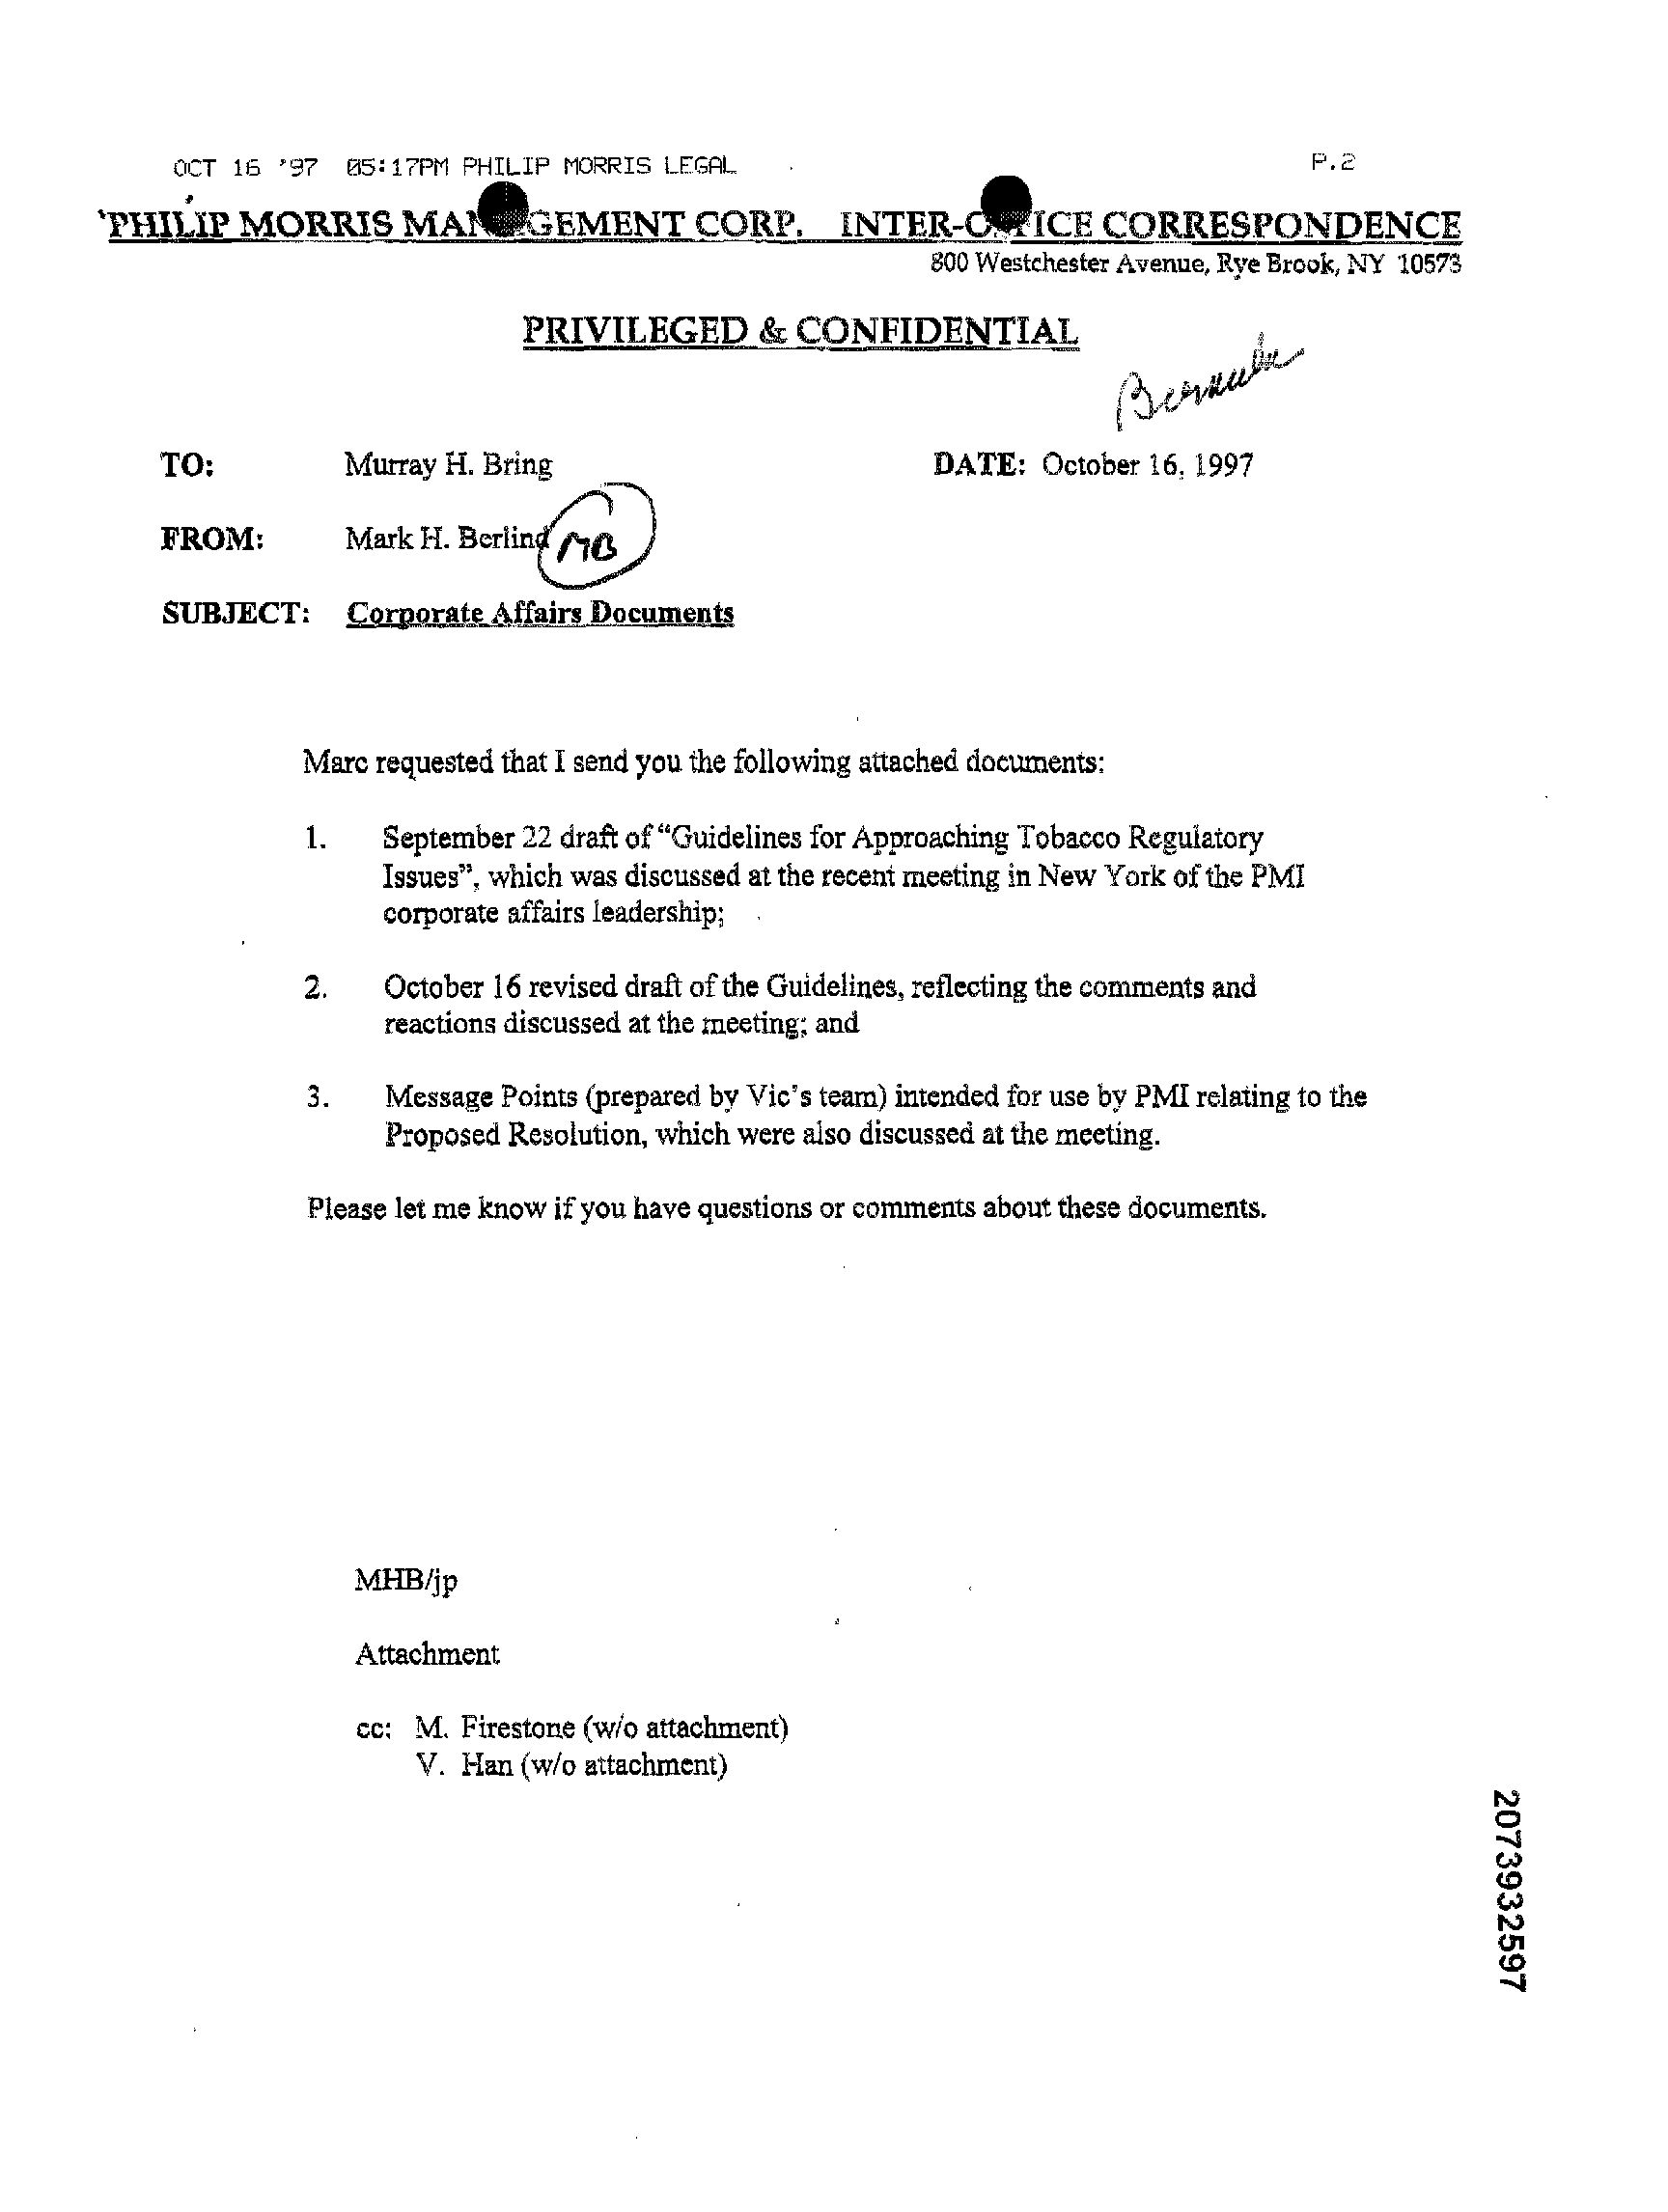 OCT 16 '97 05:17PM PHILIP MORRIS LEGAL P.2
PHILIP MORRIS MANAGEMENT CORP. INTER-OFFICE CORRESPONDENCE
800 Westchester Avenue, Rye Brook, NY 10573
PRIVILEGED & CONFIDENTIAL
TO: Murray H. Bring DATE: October 16, 1997
FROM: Mark H. Berlind MB
SUBJECT: Corporate Affairs Documents
Marc requested that I send you the following attached documents:
1. September 22 draft of “Guidelines for Approaching Tobacco Regulatory
Issues”, which was discussed at the recent meeting in New York of the PMI
corporate affairs leadership;
2. October 16 revised draft of the Guidelines, reflecting the comments and
reactions discussed at the meeting; and
3. Message Points (prepared by Vic's team) intended for use by PMI relating to the
Proposed Resolution, which were also discussed at the meeting.
Please let me know if you have questions or comments about these documents.
MHB/jp
Attachment
cc: M. Firestone (w/o attachment)
V. Han (w/o attachment)
2073932597